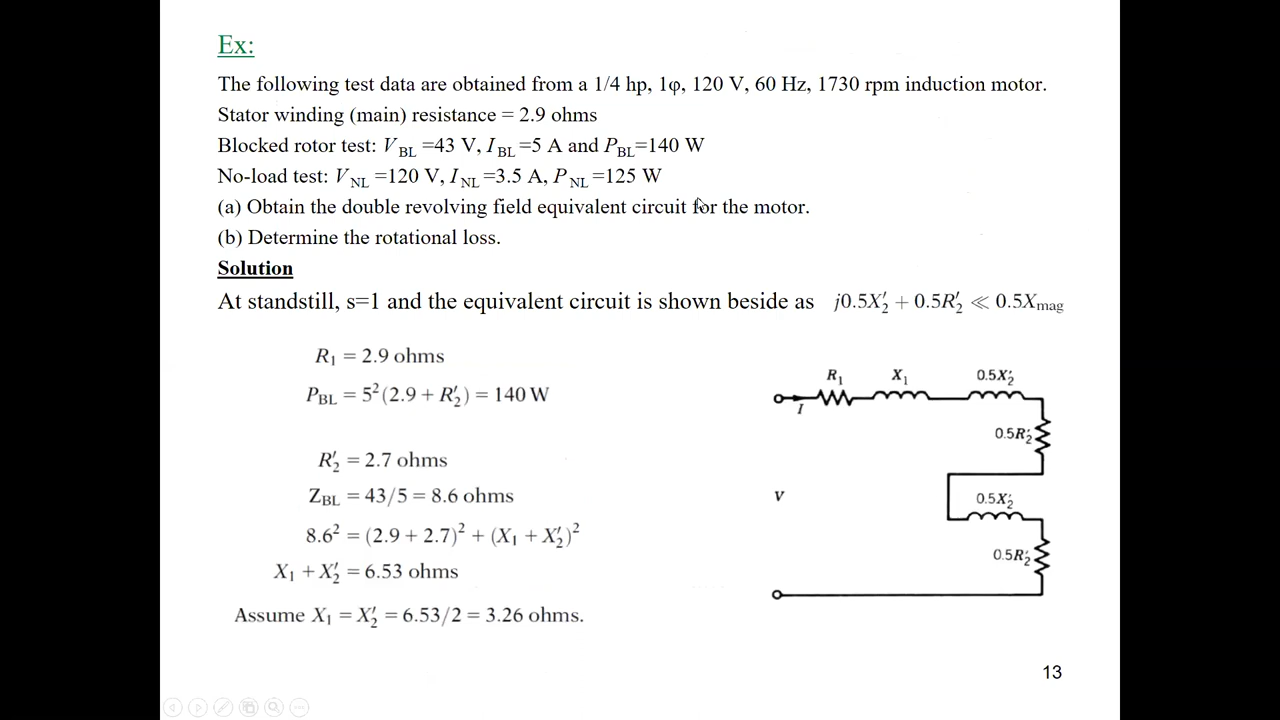 Ex:
The following test data are obtained from a 1/4 hp, 1φ, 120 V, 60 Hz, 1730 rpm induction motor.
Stator winding (main) resistance = 2.9 ohms
Blocked rotor test: V_BL =43 V, I_BL =5 A and P_BL=140 W
No-load test: V_NL =120 V, I_NL =3.5 A, P_NL =125 W
(a) Obtain the double revolving field equivalent circuit for the motor.
(b) Determine the rotational loss.
Solution
At standstill, s=1 and the equivalent circuit is shown beside as j0.5X′₂ + 0.5R′₂ ≪ 0.5X_mag
R₁ = 2.9 ohms
P_BL = 5²(2.9 + R′₂) = 140 W
R′₂ = 2.7 ohms
Z_BL = 43/5 = 8.6 ohms
8.6² = (2.9 + 2.7)² + (X₁ + X′₂)²
X₁ + X′₂ = 6.53 ohms
Assume X₁ = X′₂ = 6.53/2 = 3.26 ohms.
R₁ X₁ 0.5X′₂
I
0.5R′₂
V 0.5X′₂
0.5R′₂
13